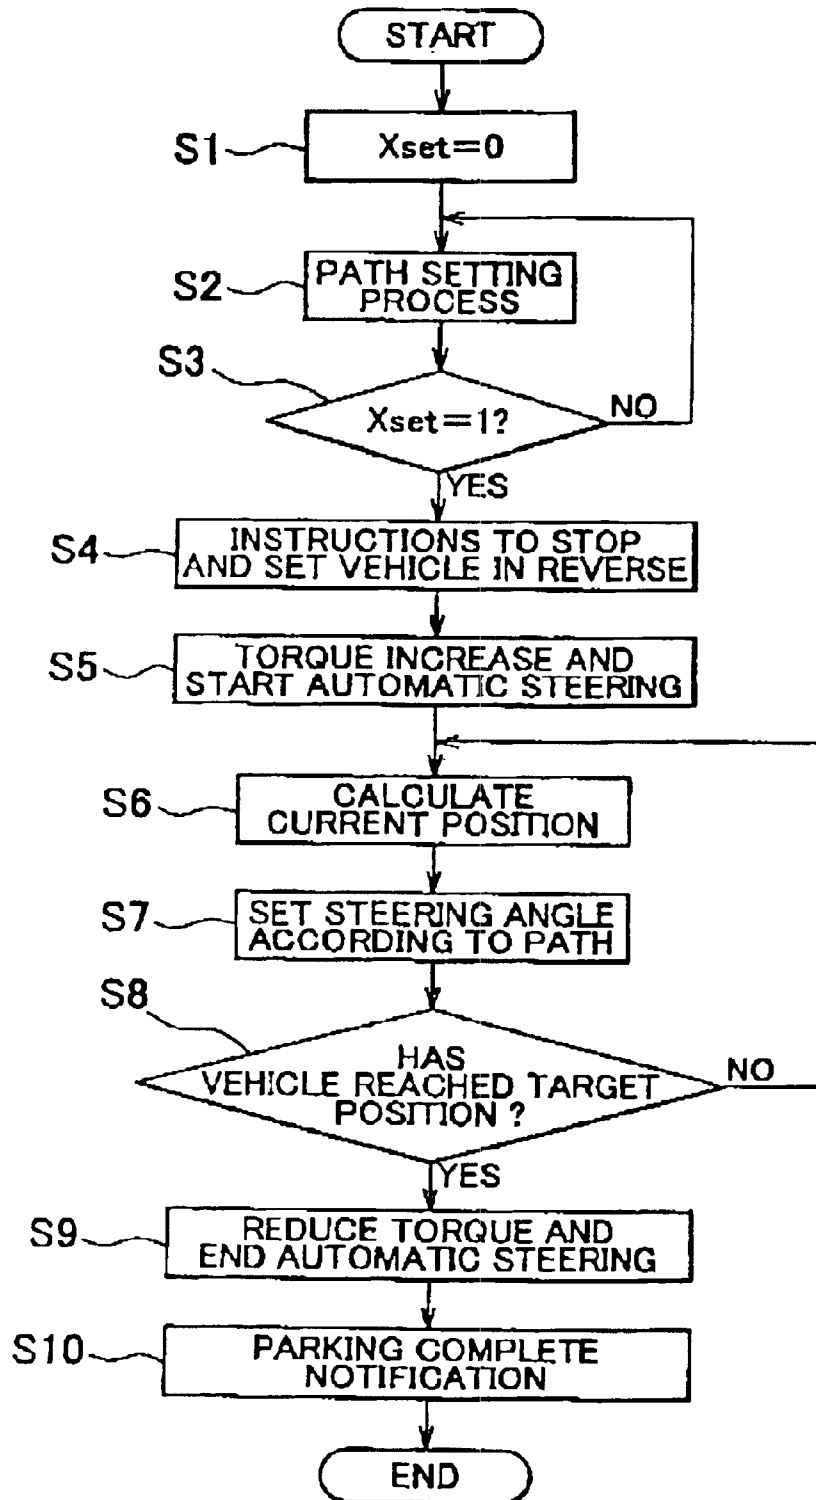 START
S1
Xset=0
S2
PATH SETTING
PROCESS
S3
Xset=1?
NO
YES
S4
INSTRUCTIONS TO STOP
AND SET VEHICLE IN REVERSE
S5
TORQUE INCREASE AND
START AUTOMATIC STEERING
S6
CALCULATE
CURRENT POSITION
S7
SET STEERING ANGLE
ACCORDING TO PATH
S8
HAS
VEHICLE REACHED TARGET
POSITION ?
NO
YES
S9
REDUCE TORQUE AND
END AUTOMATIC STEERING
S10
PARKING COMPLETE
NOTIFICATION
END